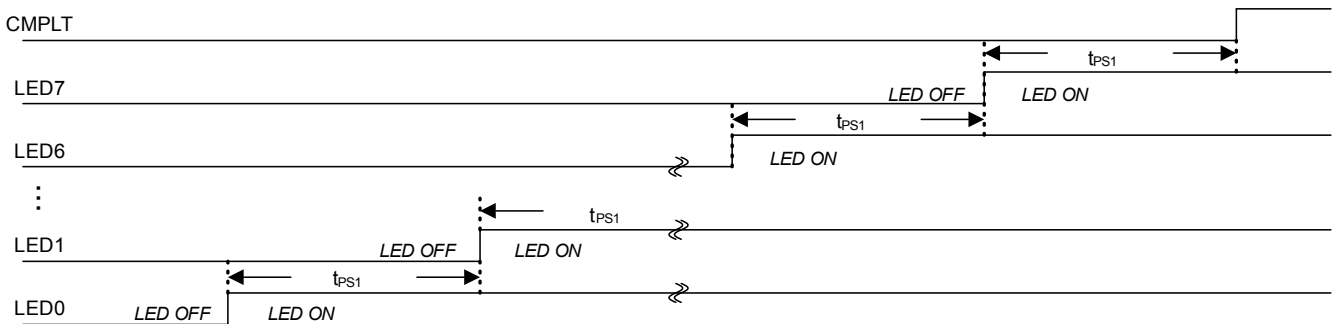 CMPLT
tPS1
LED7
LED OFF LED ON
tPS1
LED6
LED ON
⋮
tPS1
LED1
LED OFF LED ON
tPS1
LED0
LED OFF LED ON